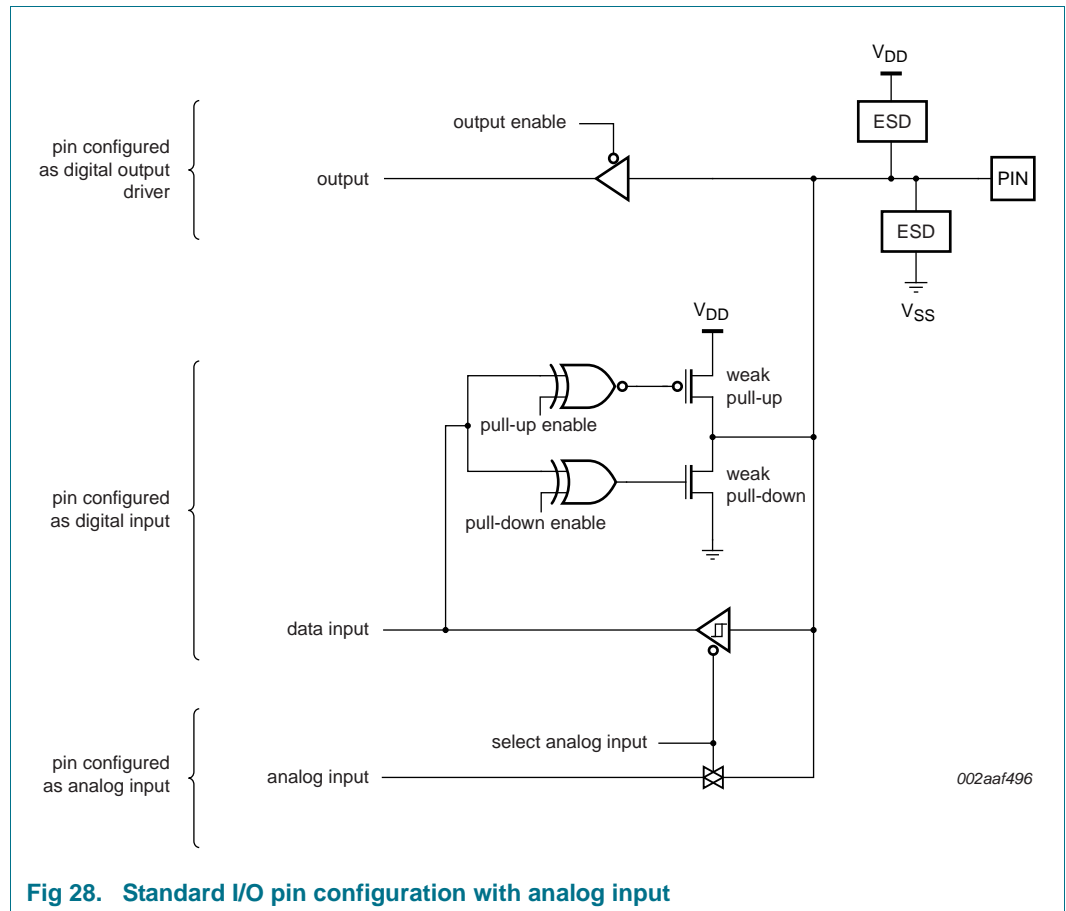 VDD
ESD
output enable
pin configured
as digital output
driver
output
PIN
ESD
VSS
VDD
weak
pull-up
pull-up enable
pin configured
as digital input
weak
pull-down
pull-down enable
data input
select analog input
pin configured
as analog input
analog input
002aaf496
Fig 28. Standard I/O pin configuration with analog input